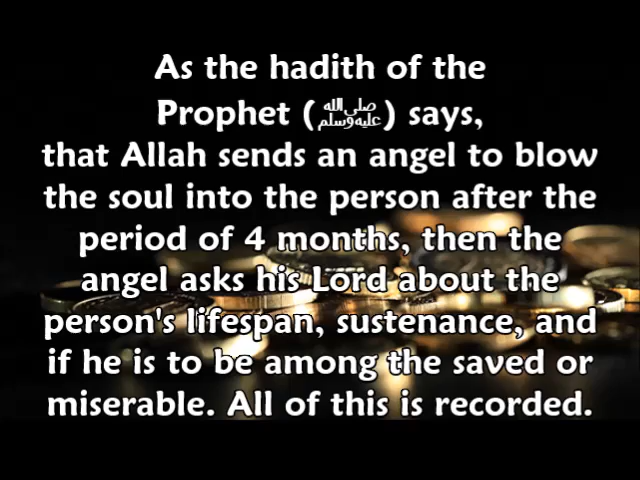 As the hadith of the
Prophet (ﷺ) says,
that Allah sends an angel to blow
the soul into the person after the
period of 4 months, then the
angel asks his Lord about the
person's lifespan, sustenance, and
if he is to be among the saved or
miserable. All of this is recorded.